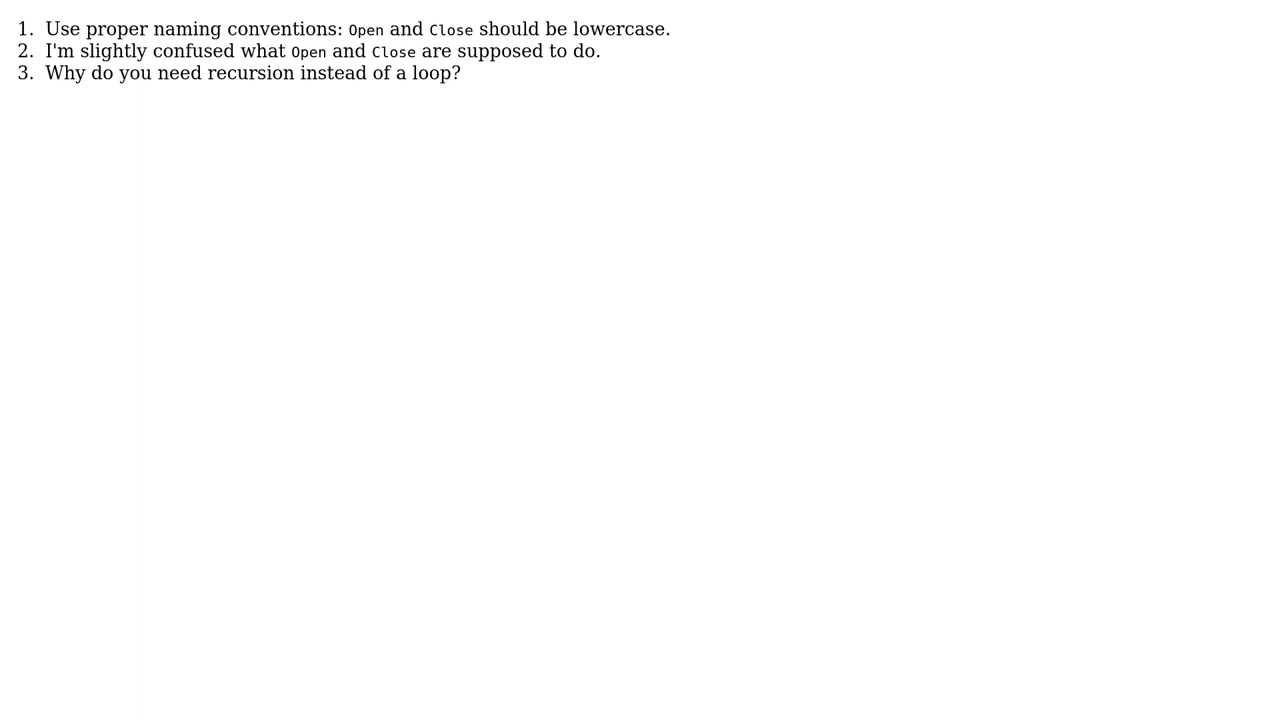 1. Use proper naming conventions: Open and Close should be lowercase.
2. I'm slightly confused what Open and Close are supposed to do.
3. Why do you need recursion instead of a loop?